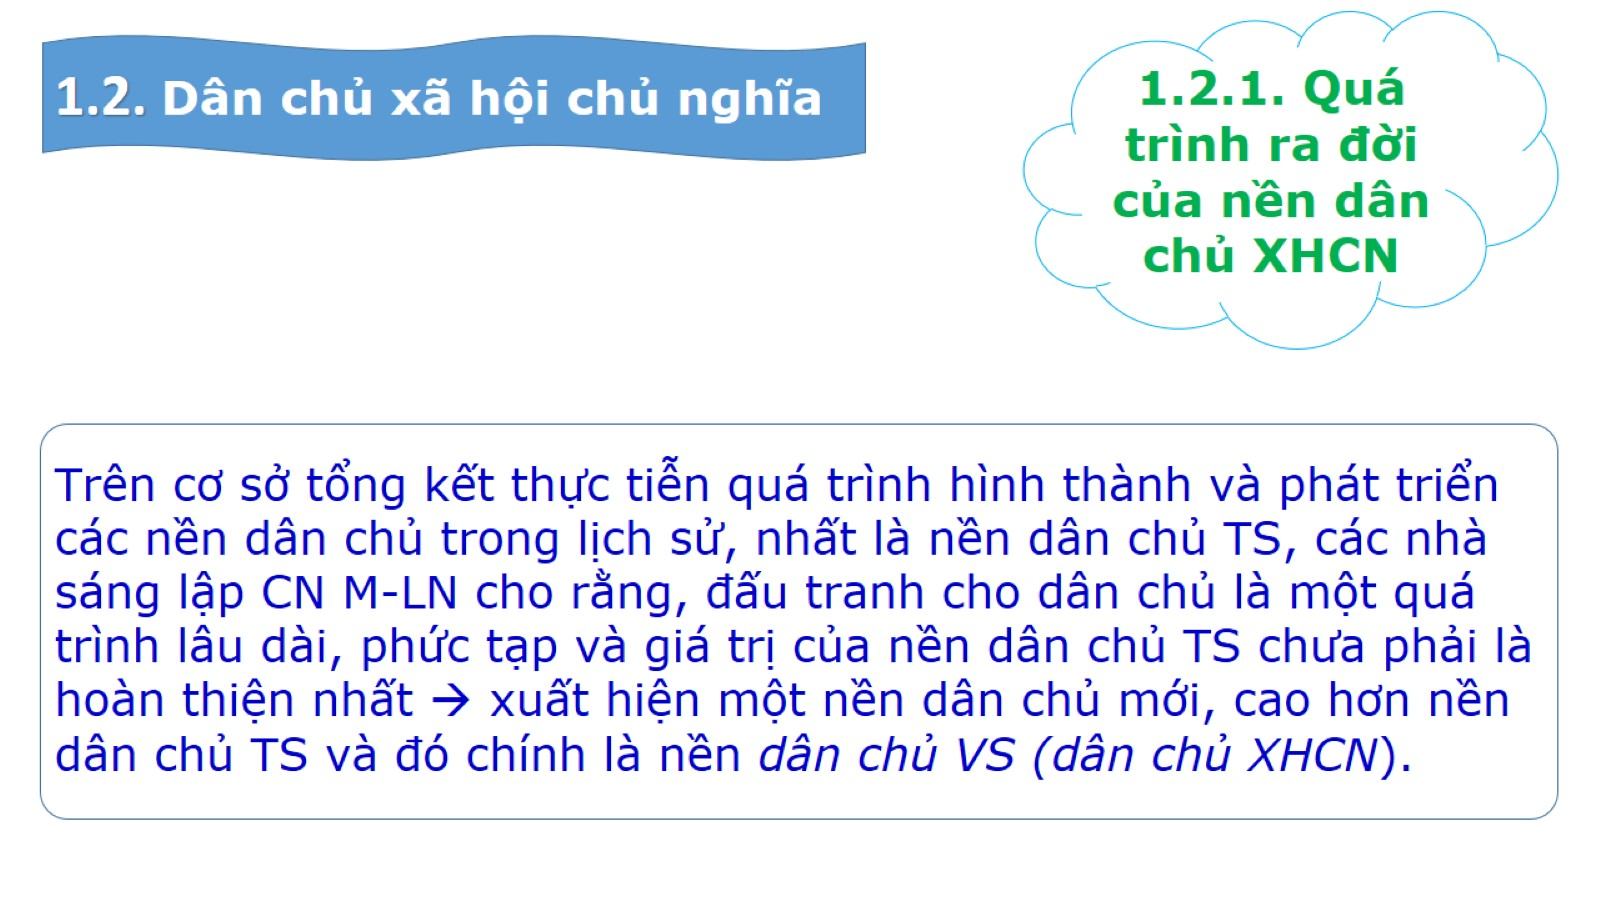 1.2. Dân chủ xã hội chủ nghĩa
1.2.1. Quá
trình ra đời
của nền dân
chủ XHCN
Trên cơ sở tổng kết thực tiễn quá trình hình thành và phát triển
các nền dân chủ trong lịch sử, nhất là nền dân chủ TS, các nhà
sáng lập CN M-LN cho rằng, đấu tranh cho dân chủ là một quá
trình lâu dài, phức tạp và giá trị của nền dân chủ TS chưa phải là
hoàn thiện nhất → xuất hiện một nền dân chủ mới, cao hơn nền
dân chủ TS và đó chính là nền dân chủ VS (dân chủ XHCN).